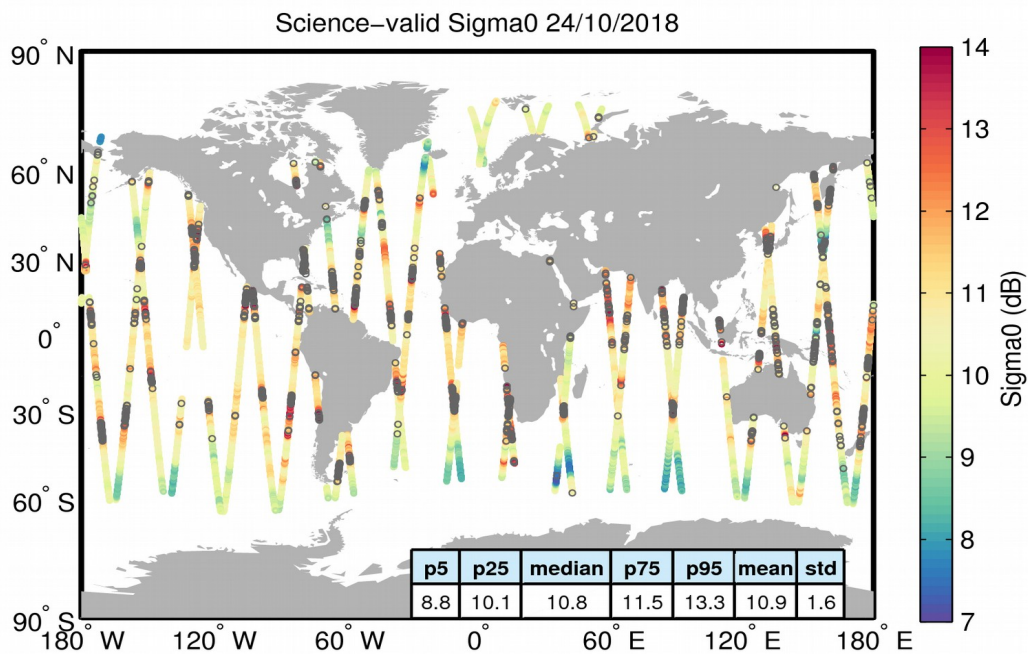 Science−valid Sigma0 24/10/2018
90° N
60° N
30° N
0°
30° S
60° S
90° S
180° W
120° W
60° W
0°
60° E
120° E
180° E
p5 p25 median p75 p95 mean std
8.8 10.1 10.8 11.5 13.3 10.9 1.6
14
13
12
11
10
9
8
7
Sigma0 (dB)